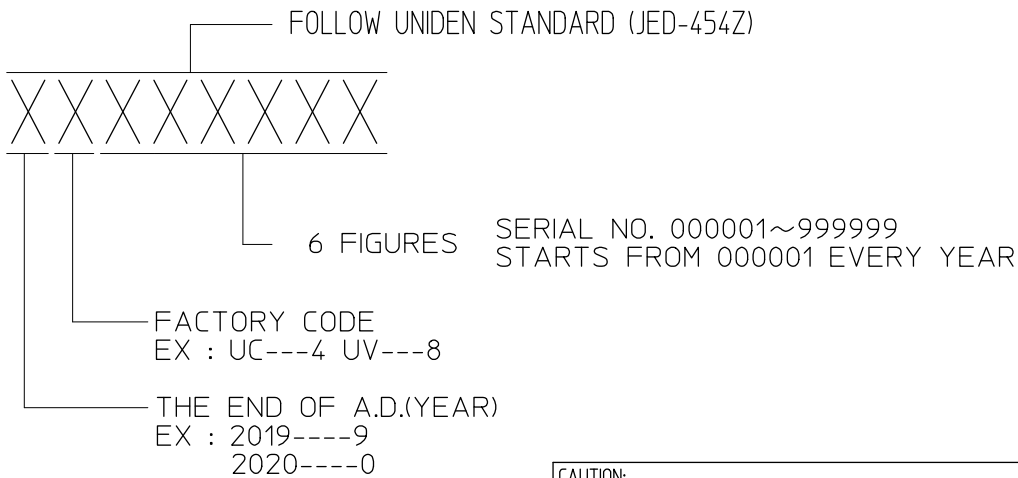 FOLLOW UNIDEN STANDARD (JED-454Z)
XXXXXXXX
6 FIGURES
SERIAL NO. 000001~999999
STARTS FROM 000001 EVERY YEAR
FACTORY CODE
EX : UC---4 UV---8
THE END OF A.D.(YEAR)
EX : 2019----9
2020----0
CAUTION: